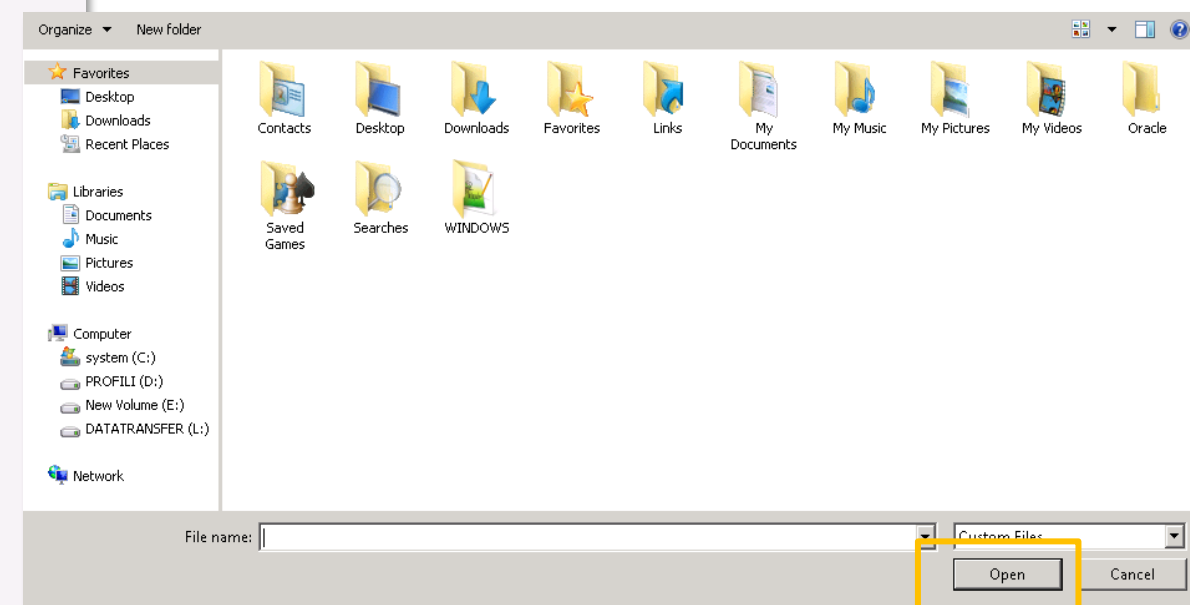 Organize New folder
Favorites
Desktop
Downloads
Recent Places
Libraries
Documents
Music
Pictures
Videos
Computer
system (C:)
PROFILI (D:)
New Volume (E:)
DATATRANSFER (L:)
Network
Contacts Desktop Downloads Favorites Links My Documents My Music My Pictures My Videos Oracle
Saved Games Searches WINDOWS
File name: Custom Files
Open Cancel